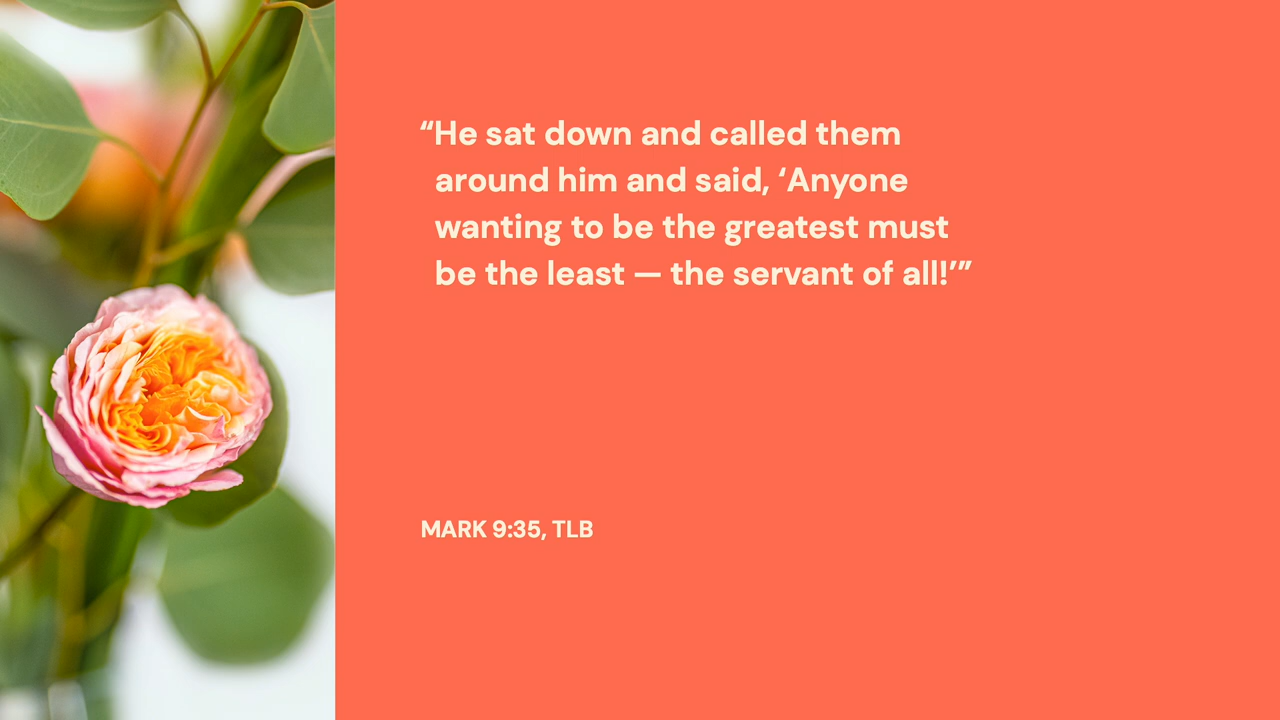 “He sat down and called them
around him and said, ‘Anyone
wanting to be the greatest must
be the least — the servant of all!’”
MARK 9:35, TLB